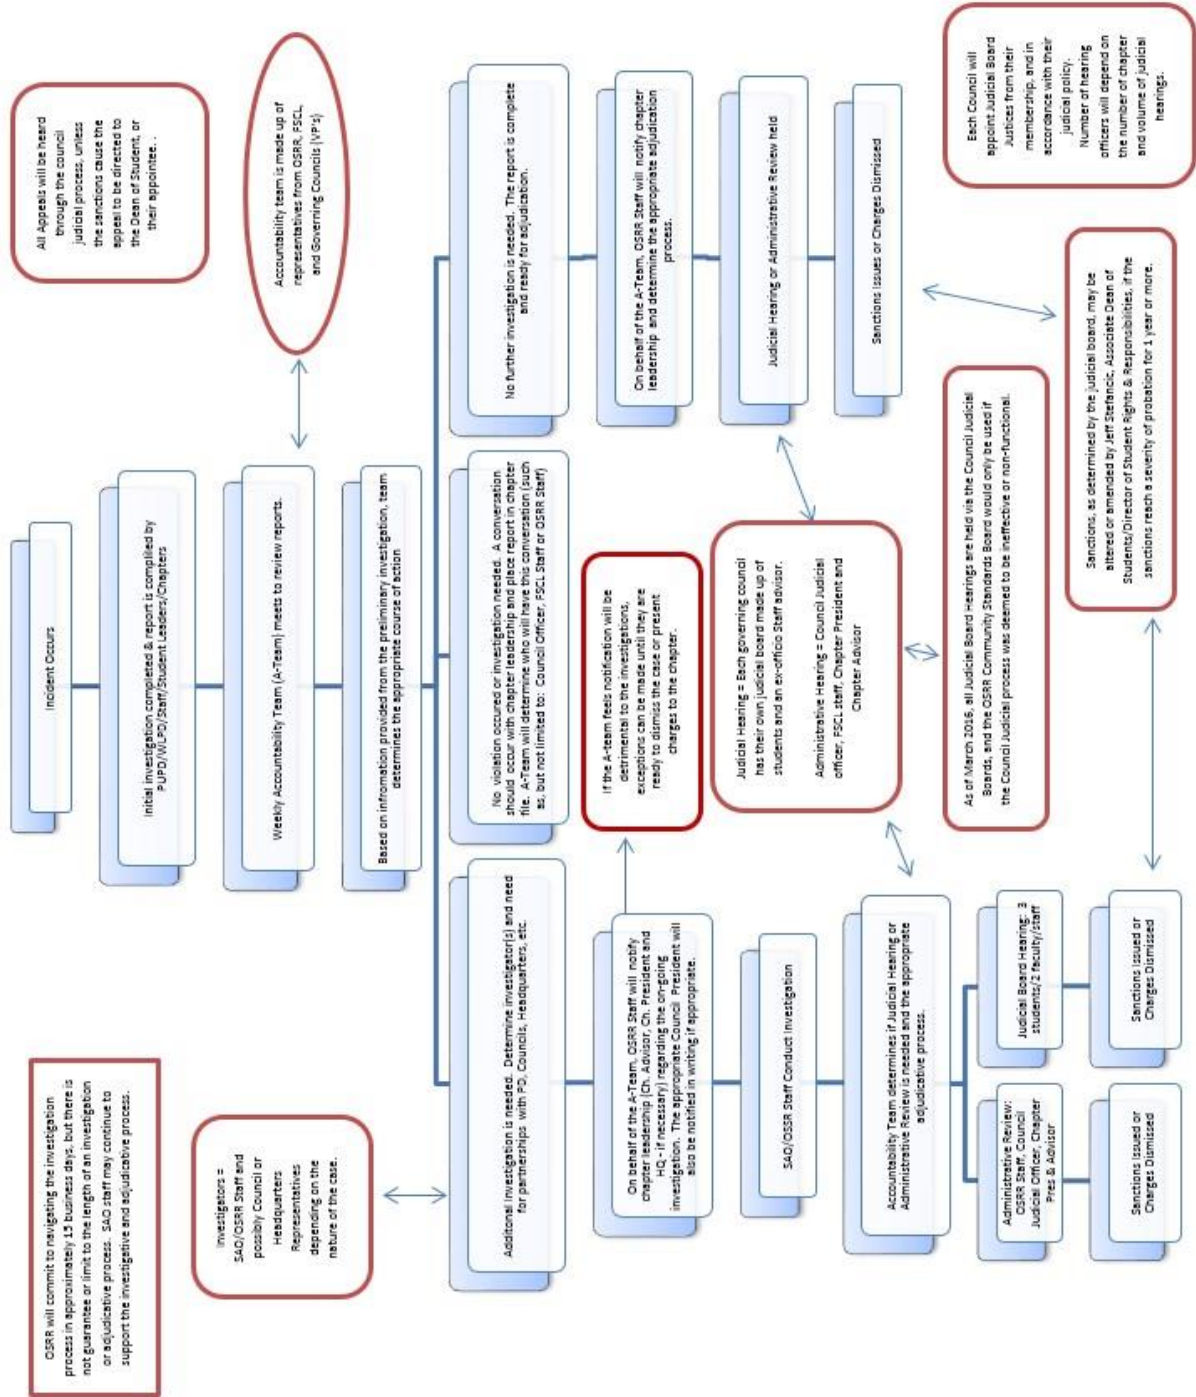 OSRR will commit to navigating the investigation
process in approximately 15 business days, but there is
not guarantee or limit to the length of an investigation
or adjudicative process. SAO staff may continue to
support the investigative and adjudicative process.
Incident Occurs
All Appeals will be heard
through the council
judicial process, unless
the sanctions cause the
appeal to be directed to
the Dean of Student, or
their appointee. .
Initial investigation completed & report is compiled by
PUPD/WLPD/Staff/Student Leaders/Chapters
Investigators =
SAO/OSRR Staff and
possibly Council or
Headquarters
Representatives
depending on the
nature of the case.
Weekly Accountability Team (A-Team) meets to review reports.
Accountability team is made up of
representatives from OSRR, FSCL,
and Governing Councils (VP's)
Based on infromation provided from the preliminary investigation, team
determines the appropriate course of action
Additonal Investigation is needed. Determine investigator(s) and need
for partnerships with PD, Councils, Headquarters, etc.
No violation occured or investigation needed. A conversation
should occur with chapter leadership and place report in chapter
file. A-Team will determine who will have this conversation (such
as, but not limited to: Council Officer, FSCL Staff or OSRR Staff)
No further investigation is needed. The report is complete
and ready for adjudication.
On behalf of the A-Team, OSRR Staff will notify
chapter leadership (Ch. Advisor, Ch. President and
HQ - if necessary) regarding the on-going
investigation. The appropriate Council President will
also be notified in writing if appropriate.
If the A-team feels notification will be
detrimental to the investigations,
exceptions can be made until they are
ready to dismiss the case or present
charges to the chapter.
On behalf of the A-Team, OSRR Staff will notify chapter
leadership and determine the appropriate adjudication
process.
SAO/OSSR Staff Conduct Investigation
Judicial Hearing = Each governing council
has their own judicial board made up of
students and an ex-officio Staff advisor.
Administrative Hearing = Council Judicial
officer, FSCL staff, Chapter President and
Chapter Advisor
Judicial Hearing or Administrative Review held
Accountability Team determines if Judicial Hearing or
Administrative Review is needed and the appropriate
adjudicative process.
Sanctions Issues or Charges Dismissed
Administrative Review:
OSRR Staff, Council
Judicial Officer, Chapter
Pres & Advisor
Judicial Board Hearing: 3
students/2 faculty/staff
As of March 2016, all Judicial Board Hearings are held via the Council Judicial
Boards, and the OSRR Community Standards Board would only be used if
the Council Judicial process was deemed to be ineffective or non-functional.
Each Council will
appoint Judicial Board
Justices from their
membership, and in
accordance with their
judicial policy.
Number of hearing
officers will depend on
the number of chapter
and volume of judicial
hearings.
Sanctions Issued or
Charges Dismissed
Sanctions Issued or
Charges Dismissed
Sanctions, as determined by the judicial board, may be
altered or amended by Jeff Stefancic, Associate Dean of
Students/Director of Student Rights & Responsibilities, if the
sanctions reach a severity of probation for 1 year or more.